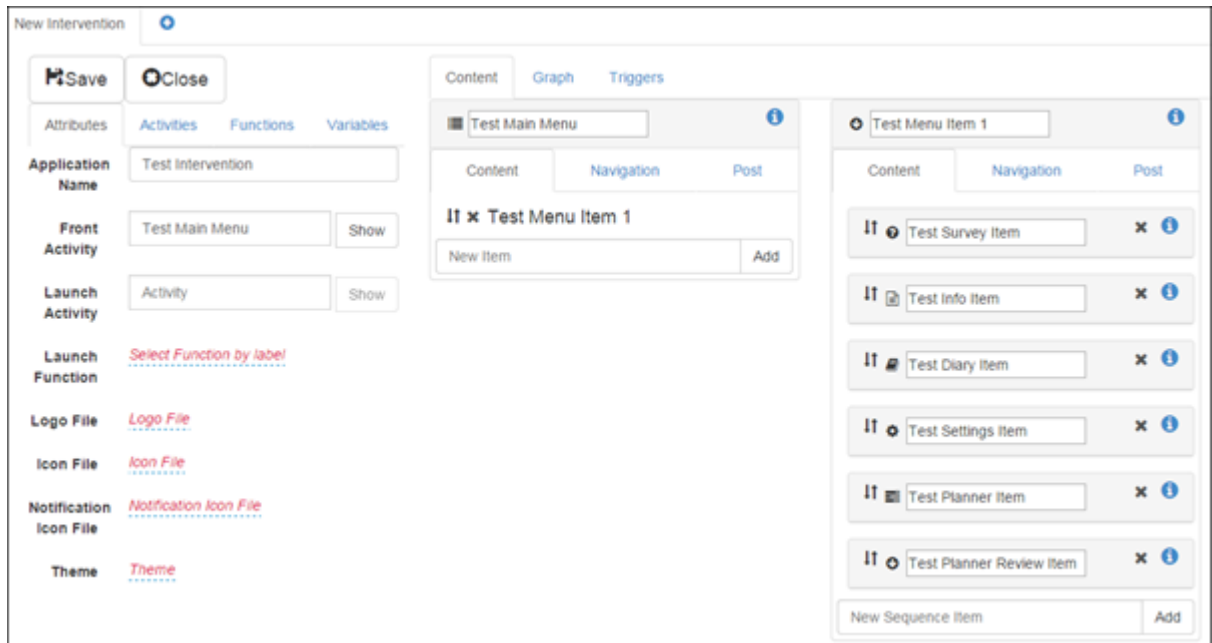 New Intervention
Save Close
Attributes Activities Functions Variables
Application Name Test Intervention
Front Activity Test Main Menu Show
Launch Activity Activity Show
Launch Function Select Function by label
Logo File Logo File
Icon File Icon File
Notification Icon File Notification Icon File
Theme Theme
Content Graph Triggers
Test Main Menu
Content Navigation Post
Test Menu Item 1
New Item Add
Test Menu Item 1
Content Navigation Post
Test Survey Item
Test Info Item
Test Diary Item
Test Settings Item
Test Planner Item
Test Planner Review Item
New Sequence Item Add